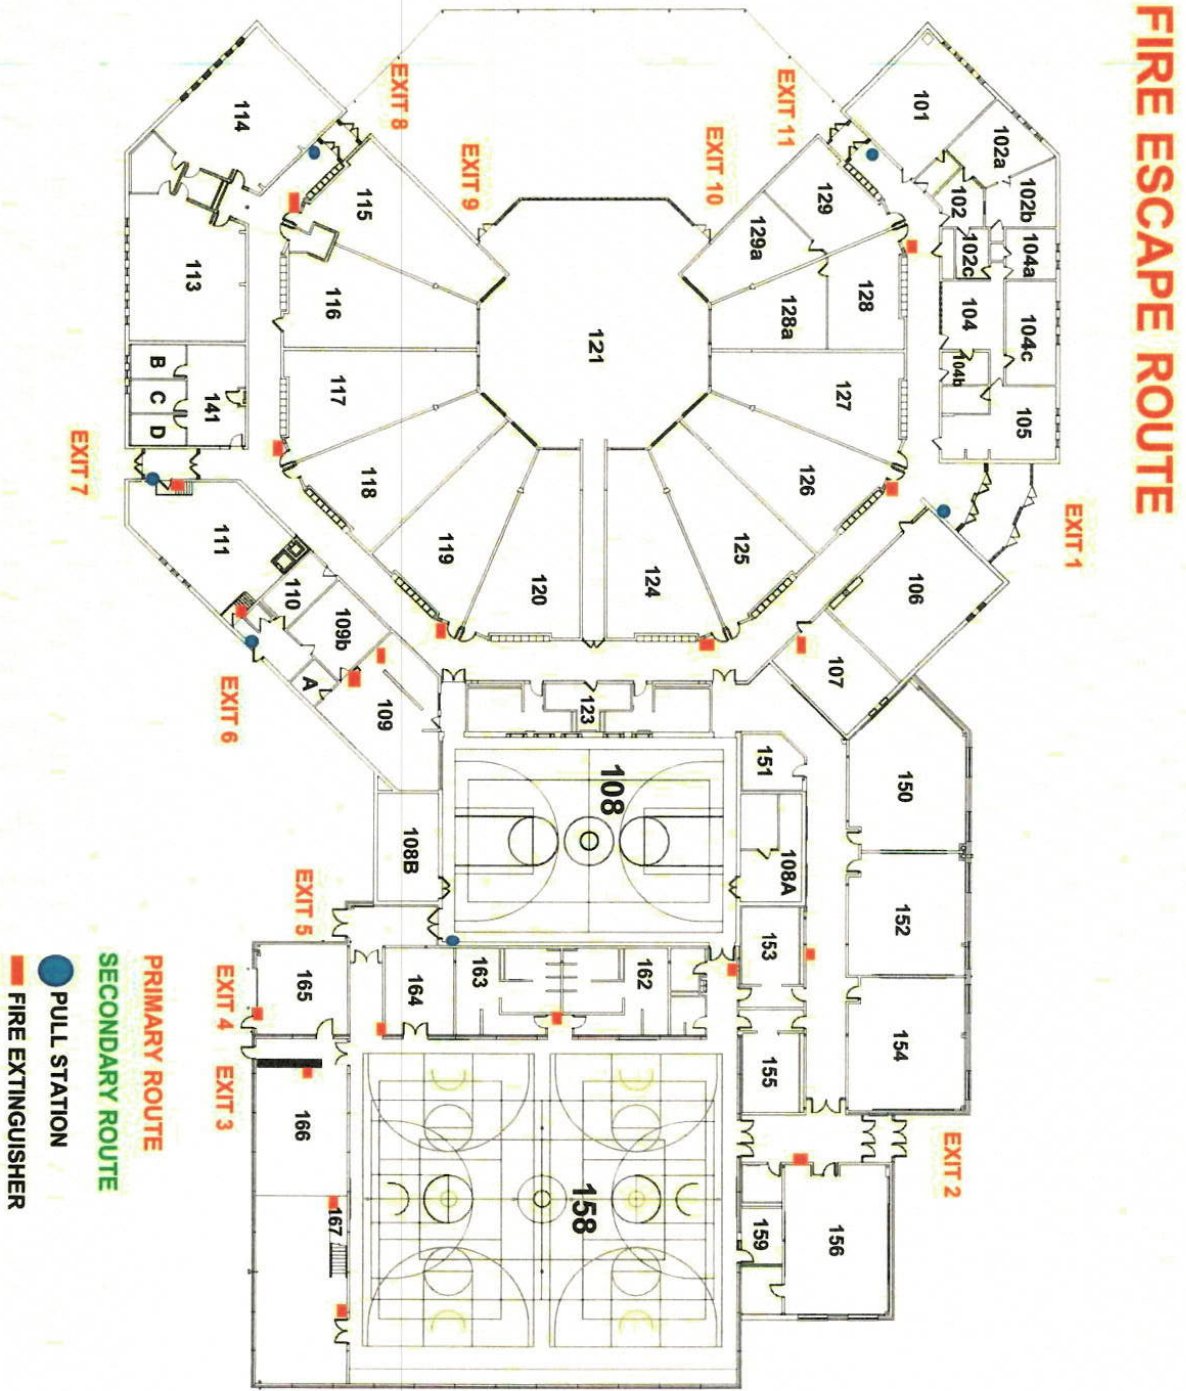 FIRE ESCAPE ROUTE
EXIT 1
EXIT 2
101
102a
102b
102
102c
104a
104
104c
104b
105
106
107
150
152
154
156
159
EXIT 11
EXIT 10
129
129a
128
128a
127
126
125
124
151
108A
153
155
121
123
108
162
158
EXIT 8
EXIT 9
115
116
117
118
119
120
163
164
114
113
141
B
C
D
111
110
109b
A
109
108B
165
166
167
EXIT 7
EXIT 6
EXIT 5
EXIT 4
EXIT 3
PRIMARY ROUTE
SECONDARY ROUTE
PULL STATION
FIRE EXTINGUISHER